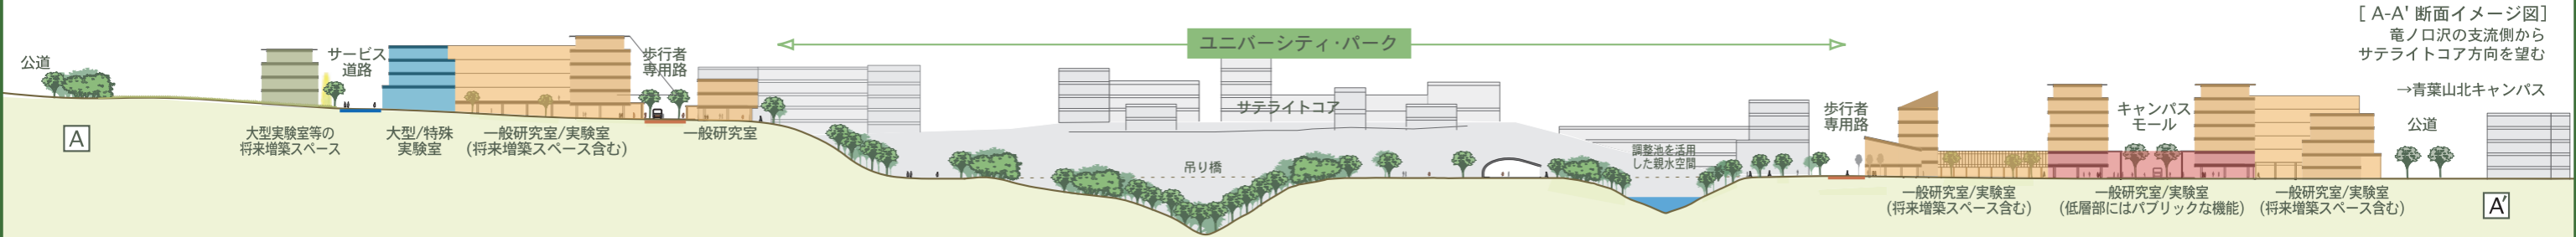 [ A-A' 断面イメージ図]
竜ノ口沢の支流側から
サテライトコア方向を望む
→青葉山北キャンパス
ユニバーシティ・パーク
公道
サービス
道路
歩行者
専用路
サテライトコア
歩行者
専用路
キャンパス
モール
公道
A
大型実験室等の
将来増築スペース
大型/特殊
実験室
一般研究室/実験室
(将来増築スペース含む)
一般研究室
吊り橋
調整池を活用
した親水空間
一般研究室/実験室
(将来増築スペース含む)
一般研究室/実験室
(低層部にはパブリックな機能)
一般研究室/実験室
(将来増築スペース含む)
A'